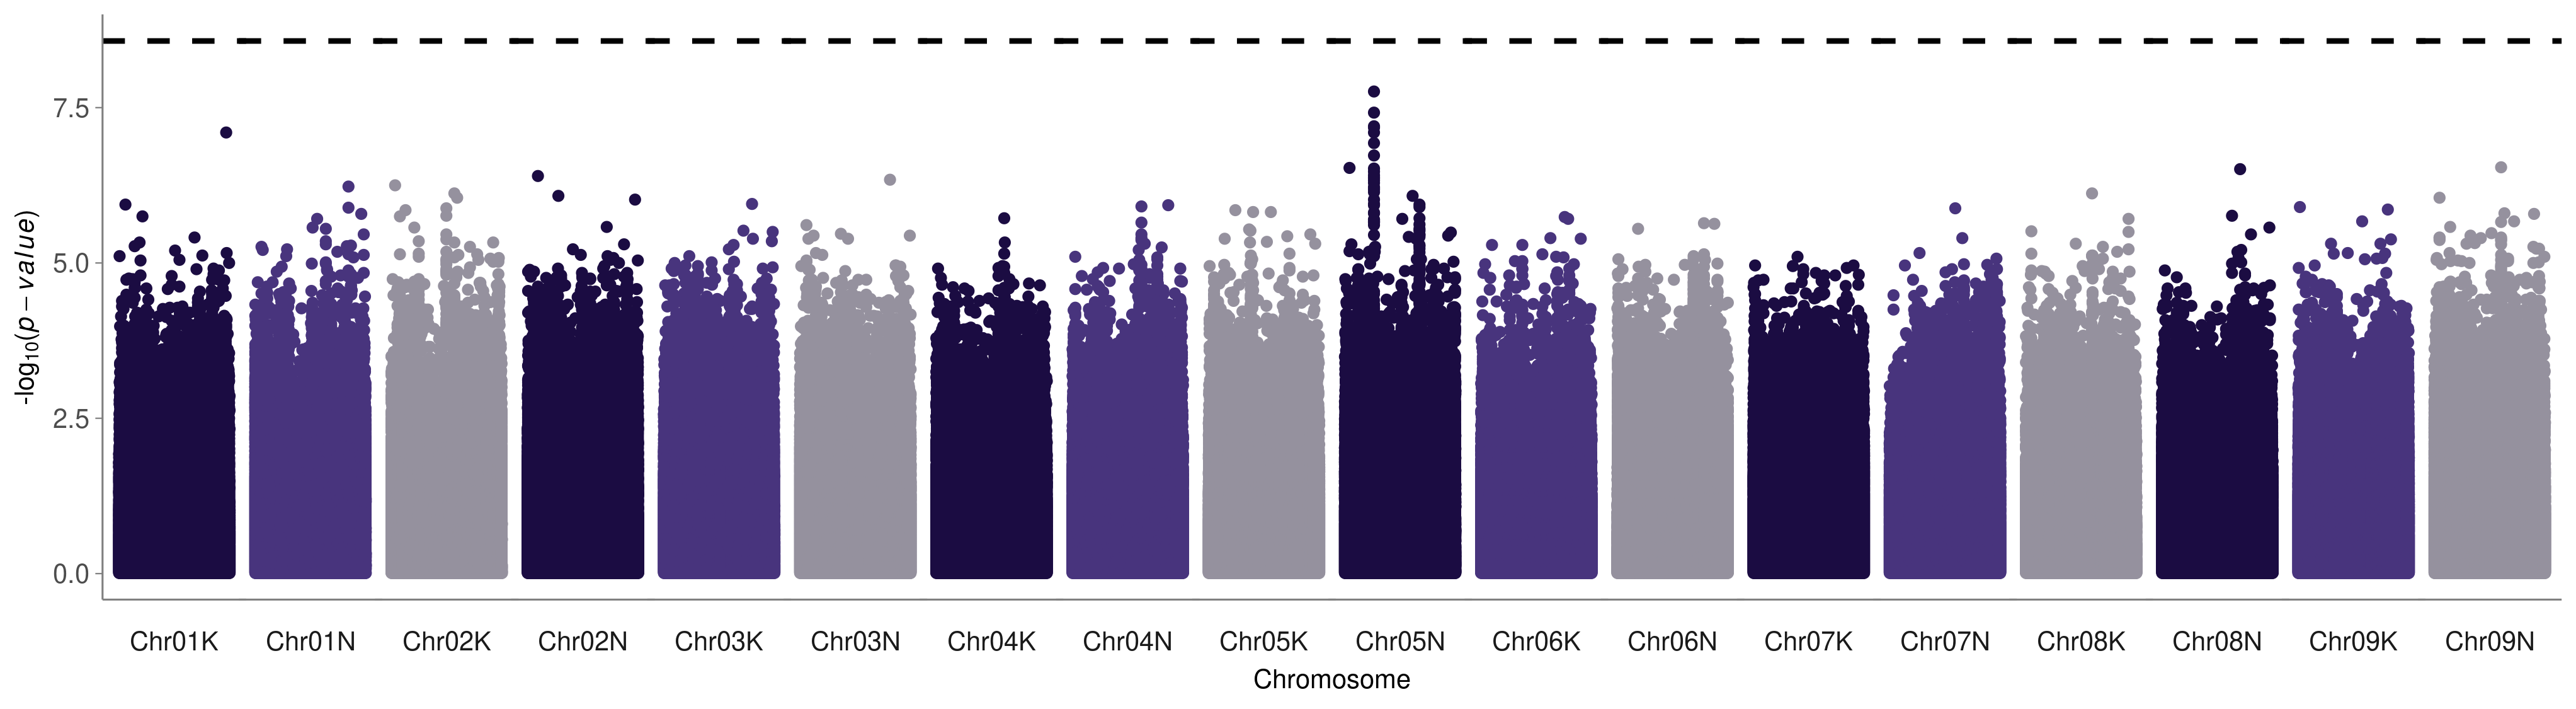 -log10(p − value)
7.5
5.0
2.5
0.0
Chr01K Chr01N Chr02K Chr02N Chr03K Chr03N Chr04K Chr04N Chr05K Chr05N Chr06K Chr06N Chr07K Chr07N Chr08K Chr08N Chr09K Chr09N
Chromosome